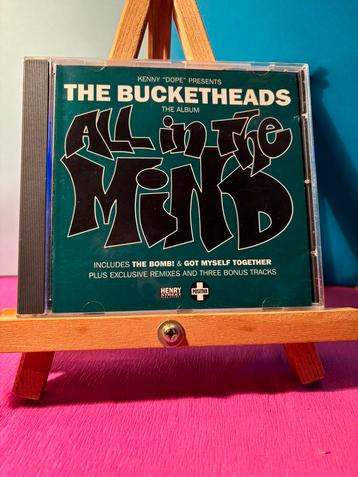 KENNY "DOPE" PRESENTS
THE BUCKETHEADS
THE ALBUM
ALL in THe
MiND
INCLUDES THE BOMB! & GOT MYSELF TOGETHER
PLUS EXCLUSIVE REMIXES AND THREE BONUS TRACKS
HENRY
STREET
POSITIVA